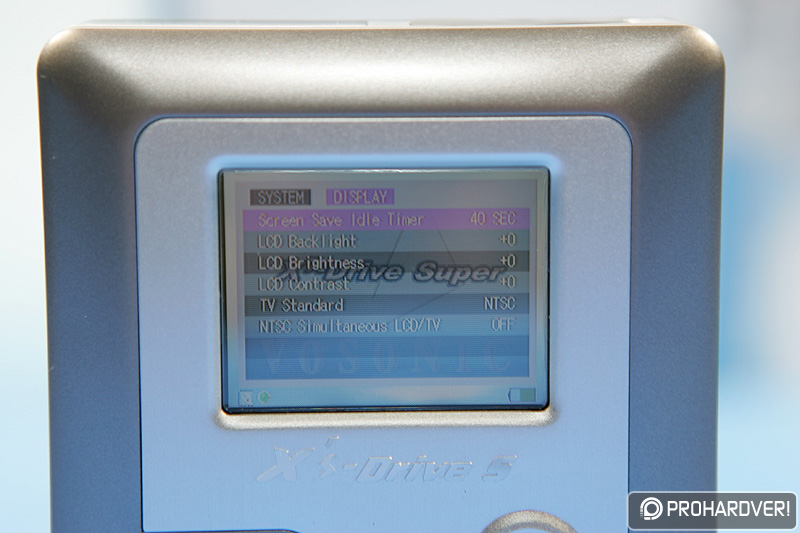 SYSTEM DISPLAY
Screen Save Idle Timer 40 SEC
LCD Backlight +0
LCD Brightness +0
X's-Drive Super
LCD Contrast +0
TV Standard NTSC
NTSC Simultaneous LCD/TV OFF
VOSONIC
X's-Drive S
PROHARDVER!